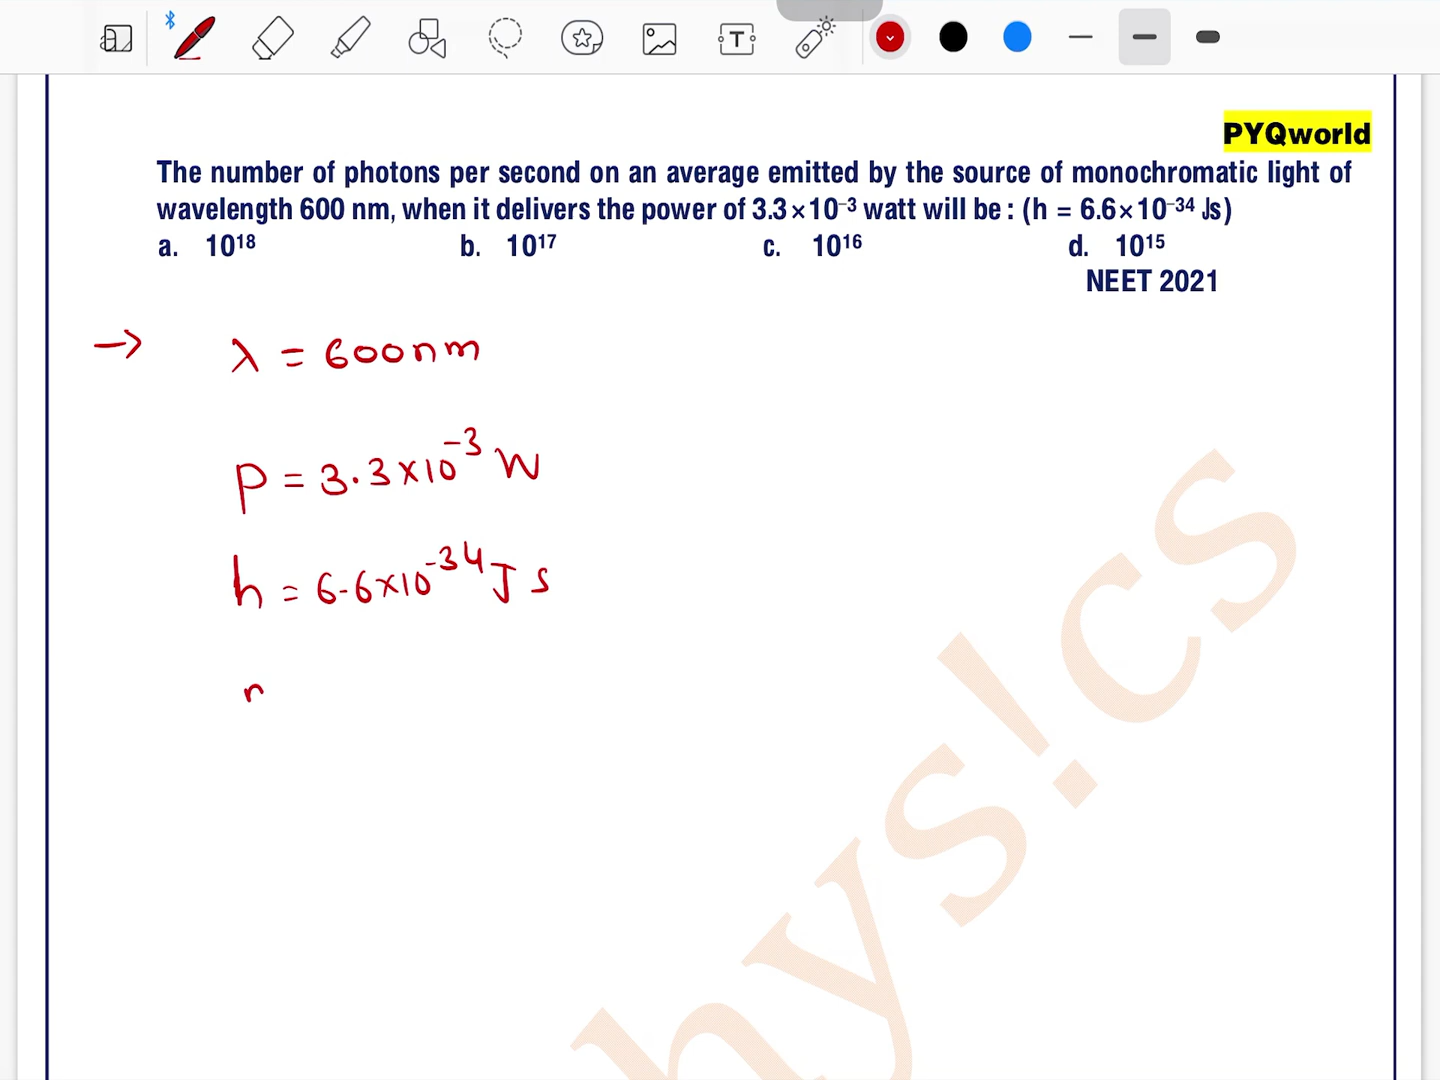 PYQworld
The number of photons per second on an average emitted by the source of monochromatic light of
wavelength 600 nm, when it delivers the power of 3.3×10⁻³ watt will be : (h = 6.6×10⁻³⁴ Js)
a. 10¹⁸ b. 10¹⁷ c. 10¹⁶ d. 10¹⁵
NEET 2021
→ λ = 600nm
P = 3.3×10⁻³ W
h = 6.6×10⁻³⁴ J s
n
hys!cs